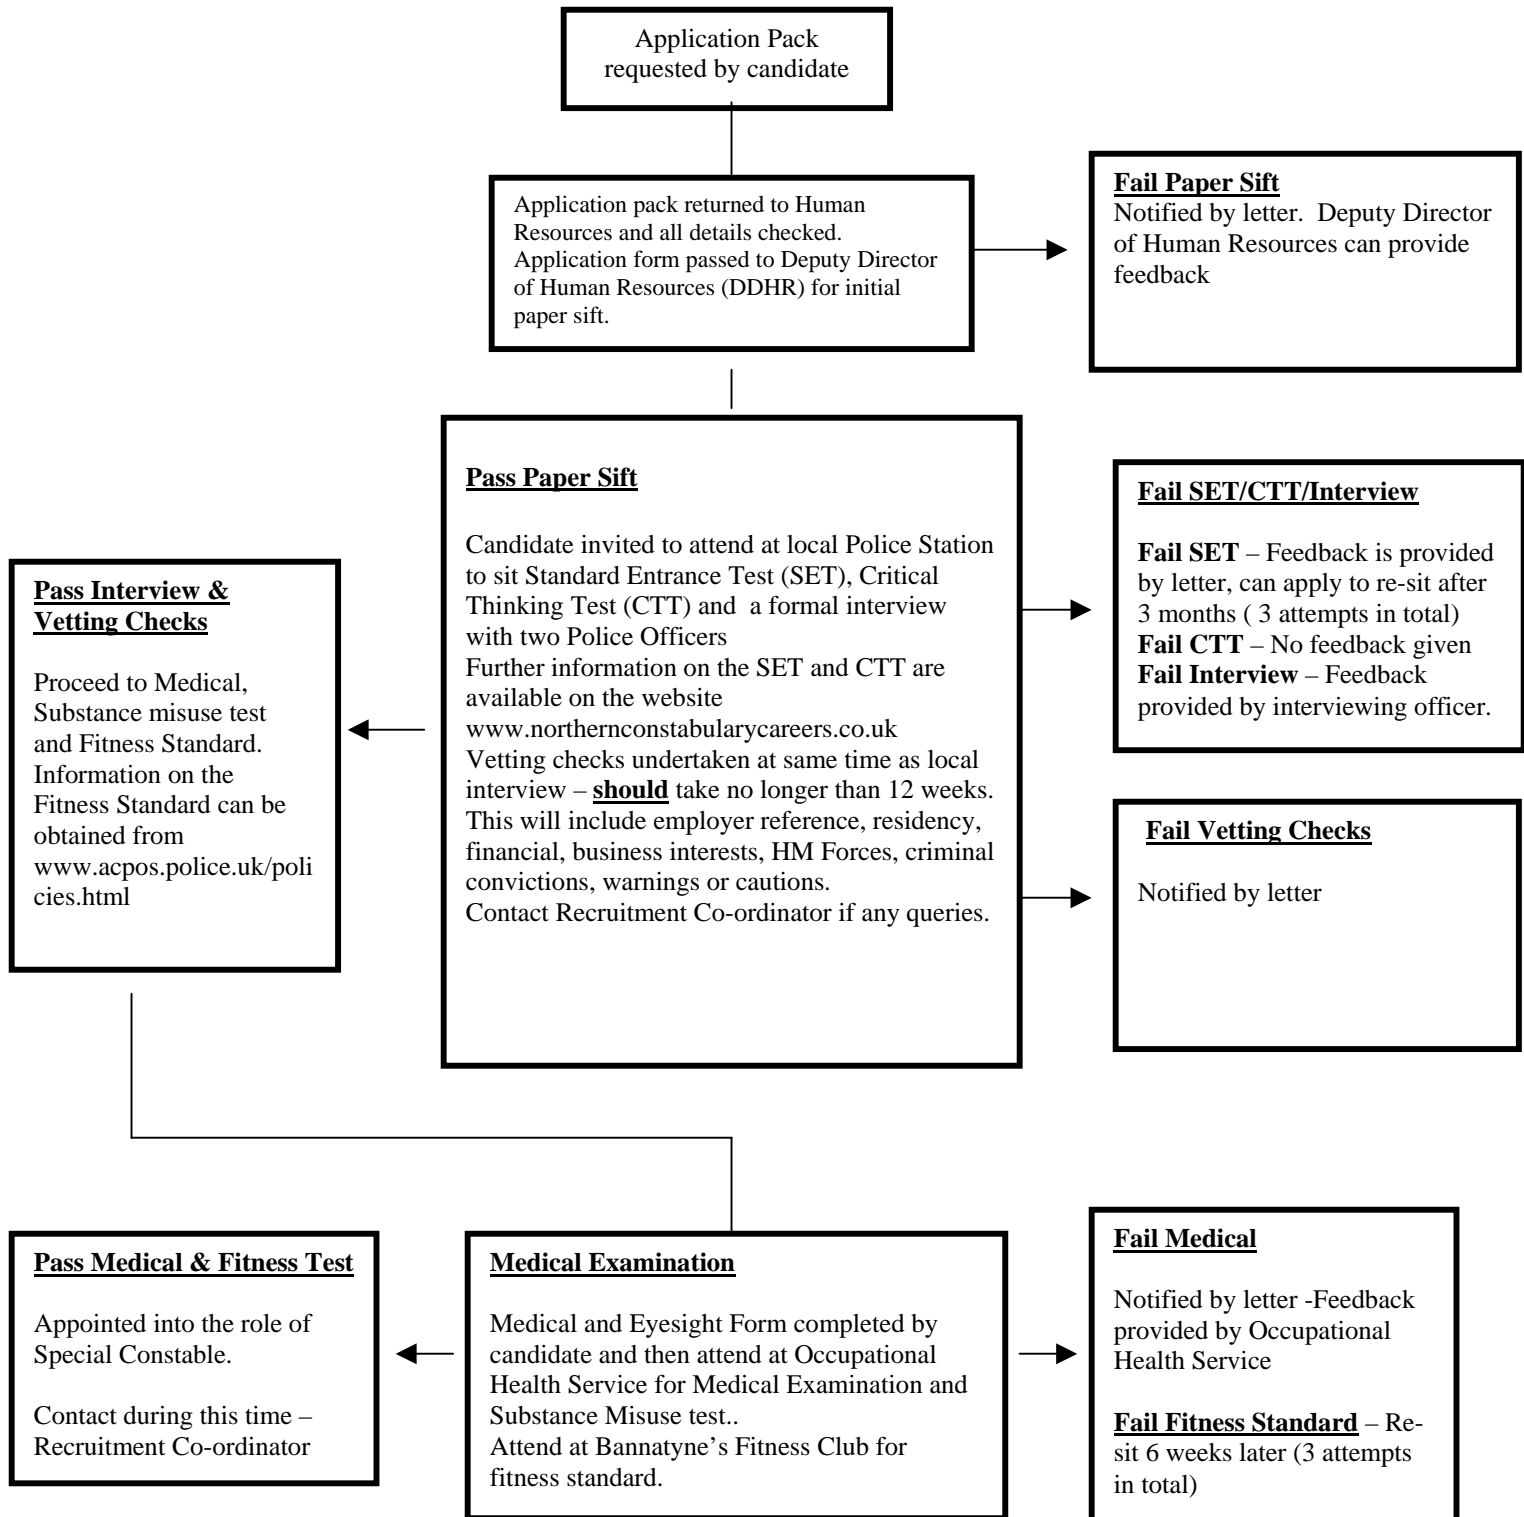 Application Pack
requested by candidate
Application pack returned to Human
Resources and all details checked.
Application form passed to Deputy Director
of Human Resources (DDHR) for initial
paper sift.
Fail Paper Sift
Notified by letter.  Deputy Director
of Human Resources can provide
feedback
Pass Paper Sift
Candidate invited to attend at local Police Station
to sit Standard Entrance Test (SET), Critical
Thinking Test (CTT) and  a formal interview
with two Police Officers
Further information on the SET and CTT are
available on the website
www.northernconstabularycareers.co.uk
Vetting checks undertaken at same time as local
interview – should take no longer than 12 weeks.
This will include employer reference, residency,
financial, business interests, HM Forces, criminal
convictions, warnings or cautions.
Contact Recruitment Co-ordinator if any queries.
Fail SET/CTT/Interview
Fail SET – Feedback is provided
by letter, can apply to re-sit after
3 months ( 3 attempts in total)
Fail CTT – No feedback given
Fail Interview – Feedback
provided by interviewing officer.
Pass Interview &
Vetting Checks
Proceed to Medical,
Substance misuse test
and Fitness Standard.
Information on the
Fitness Standard can be
obtained from
www.acpos.police.uk/poli
cies.html
Fail Vetting Checks
Notified by letter
Pass Medical & Fitness Test
Appointed into the role of
Special Constable.
Contact during this time –
Recruitment Co-ordinator
Medical Examination
Medical and Eyesight Form completed by
candidate and then attend at Occupational
Health Service for Medical Examination and
Substance Misuse test..
Attend at Bannatyne’s Fitness Club for
fitness standard.
Fail Medical
Notified by letter -Feedback
provided by Occupational
Health Service
Fail Fitness Standard – Re-
sit 6 weeks later (3 attempts
in total)